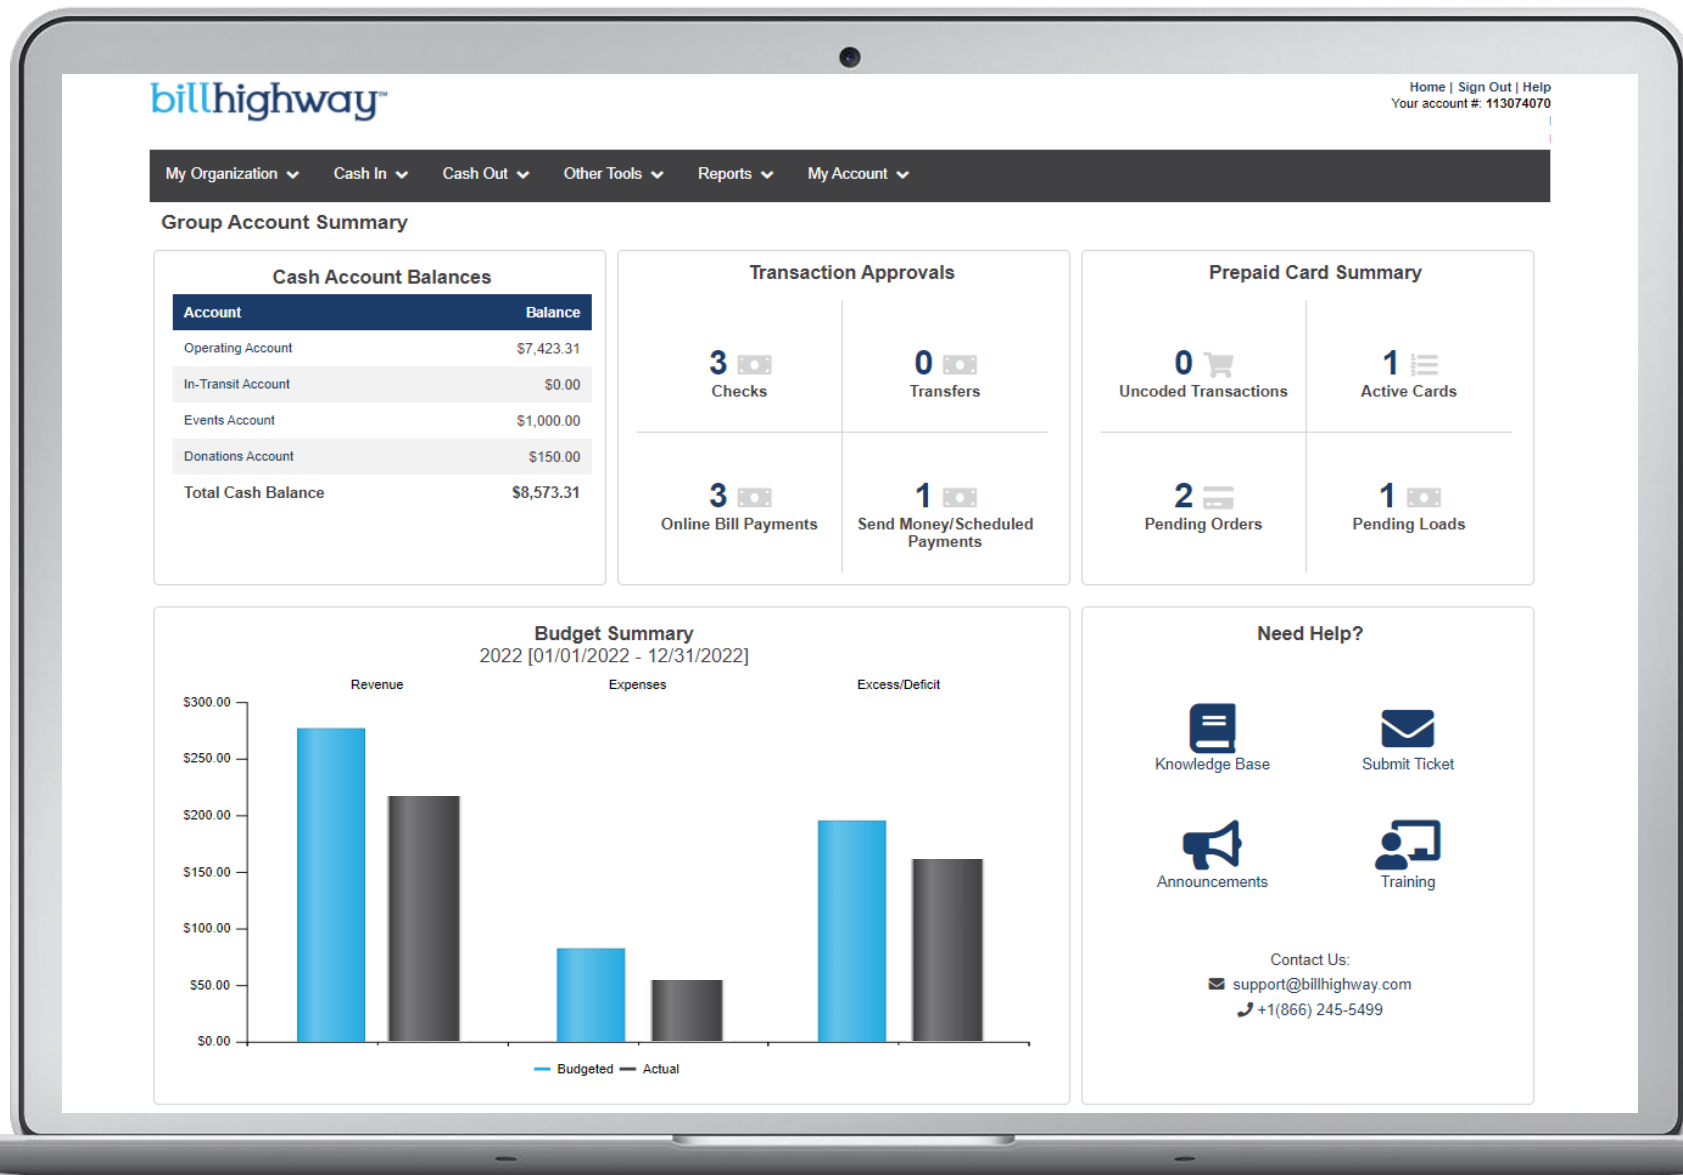 billhighway™
Home | Sign Out | Help
Your account #: 113074070
My Organization Cash In Cash Out Other Tools Reports My Account
Group Account Summary
Cash Account Balances
Account Balance
Operating Account $7,423.31
In-Transit Account $0.00
Events Account $1,000.00
Donations Account $150.00
Total Cash Balance $8,573.31
Transaction Approvals
3
Checks
0
Transfers
3
Online Bill Payments
1
Send Money/Scheduled
Payments
Prepaid Card Summary
0
Uncoded Transactions
1
Active Cards
2
Pending Orders
1
Pending Loads
Budget Summary
2022 [01/01/2022 - 12/31/2022]
Revenue Expenses Excess/Deficit
$300.00
$250.00
$200.00
$150.00
$100.00
$50.00
$0.00
Budgeted Actual
Need Help?
Knowledge Base
Submit Ticket
Announcements
Training
Contact Us:
support@billhighway.com
+1(866) 245-5499